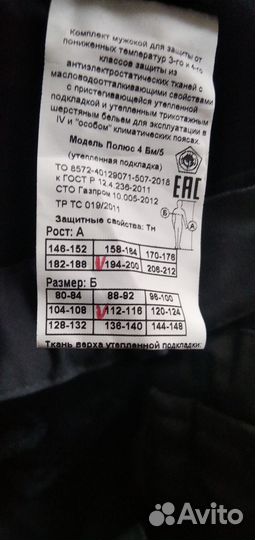 Комплект мужской для защиты от
пониженных температур 3-го и 4-го
классов защиты из
антиэлектростатических тканей с
масловодоотталкивающими свойствами
с пристегивающейся утепленной
подкладкой и утепленным трикотажным
шерстяным бельем для эксплуатации в
IV и "особом" климатических поясах.
Модель Полюс 4 Бм/5
(утепленная подкладка)
ТО 8572-40129071-507-2018
к ГОСТ Р 12.4.236-2011
СТО Газпром 10.005-2012
ТР ТС 019/2011
EAC
Защитные свойства: Тн
Б
А
Рост: А
146-152 158-164 170-176
182-188 194-200 206-212
Размер: Б
80-84 88-92 96-100
104-108 112-116 120-124
128-132 136-140 144-148
Ткань верха утепленной подкладки:
Avito